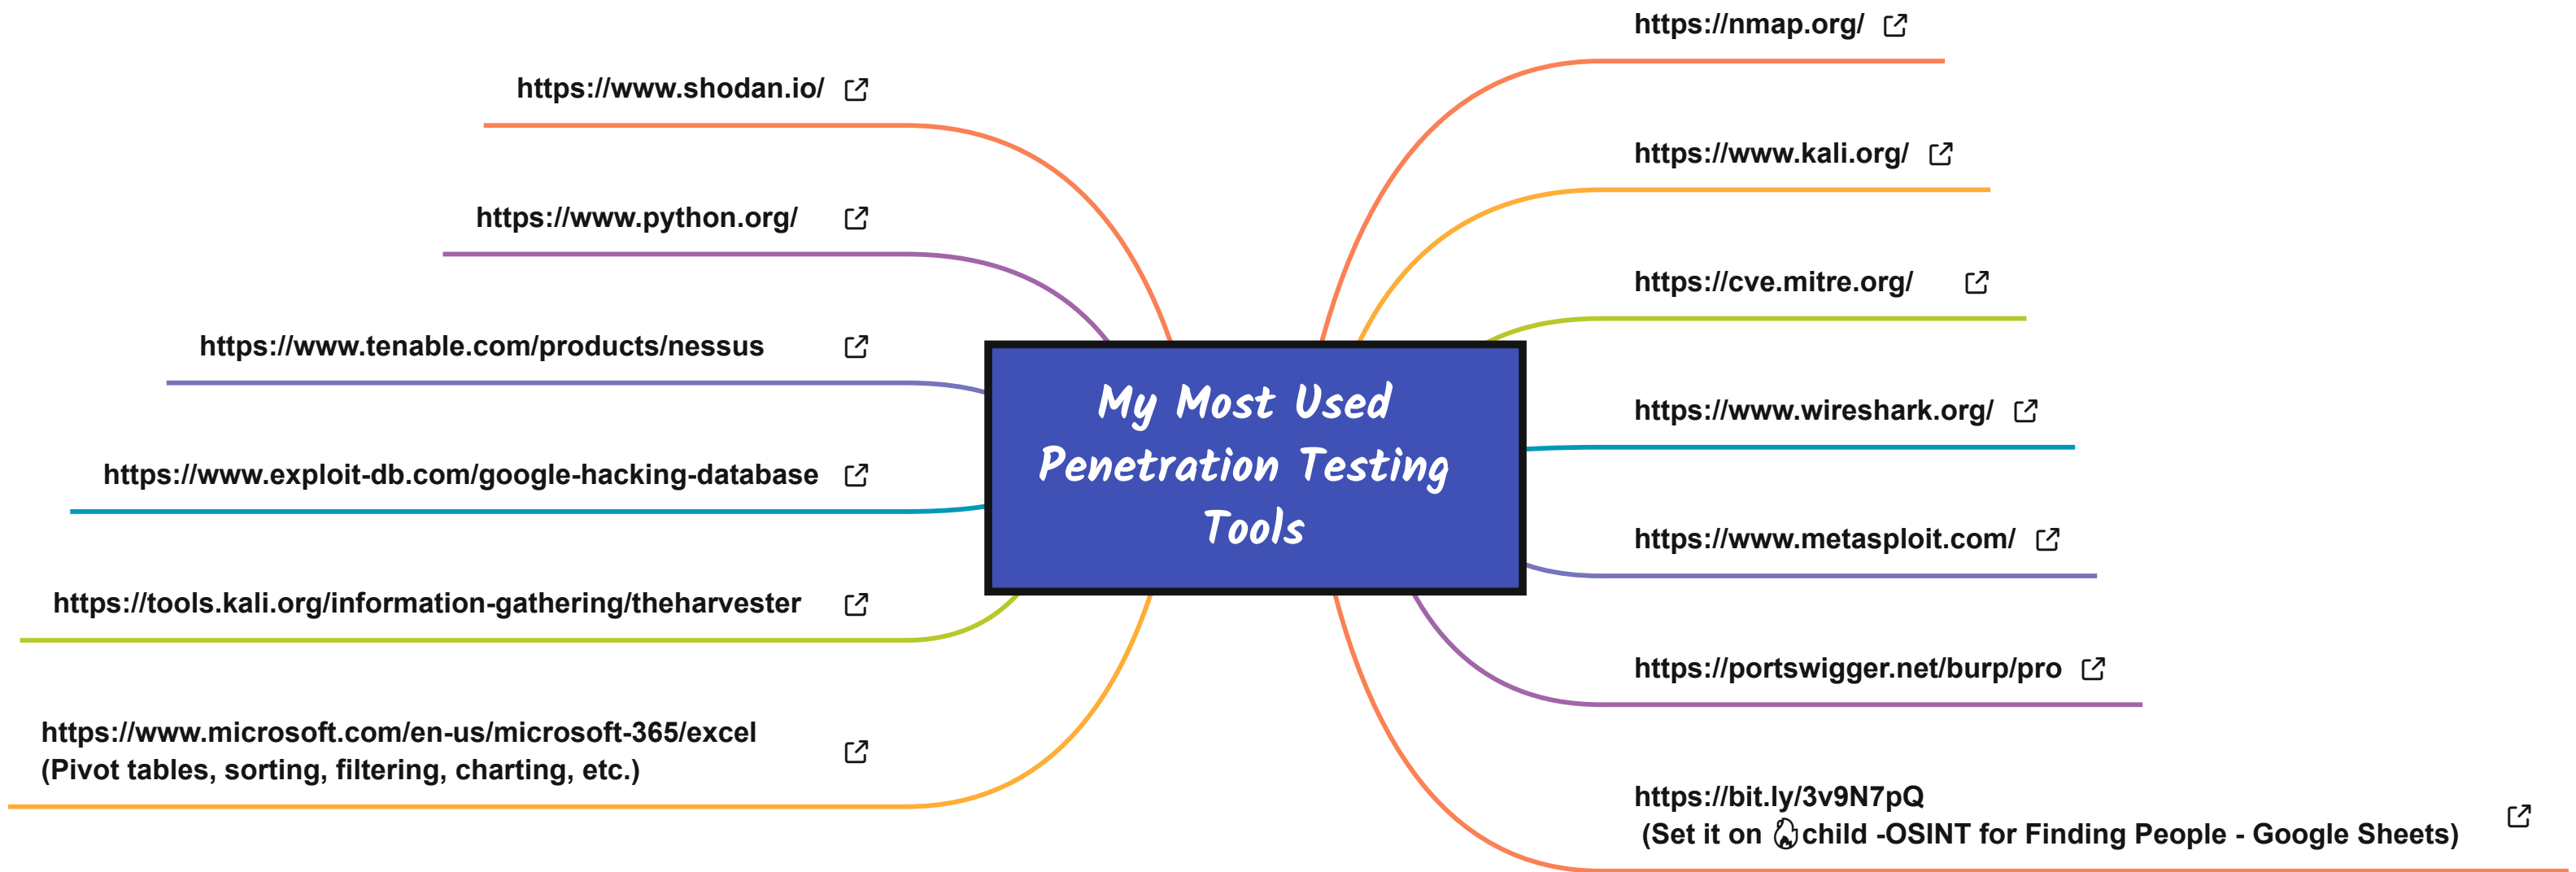 My Most Used
Penetration Testing
Tools
https://nmap.org/
https://www.kali.org/
https://cve.mitre.org/
https://www.wireshark.org/
https://www.metasploit.com/
https://portswigger.net/burp/pro
https://bit.ly/3v9N7pQ
(Set it on 🔥child -OSINT for Finding People - Google Sheets)
https://www.shodan.io/
https://www.python.org/
https://www.tenable.com/products/nessus
https://www.exploit-db.com/google-hacking-database
https://tools.kali.org/information-gathering/theharvester
https://www.microsoft.com/en-us/microsoft-365/excel
(Pivot tables, sorting, filtering, charting, etc.)